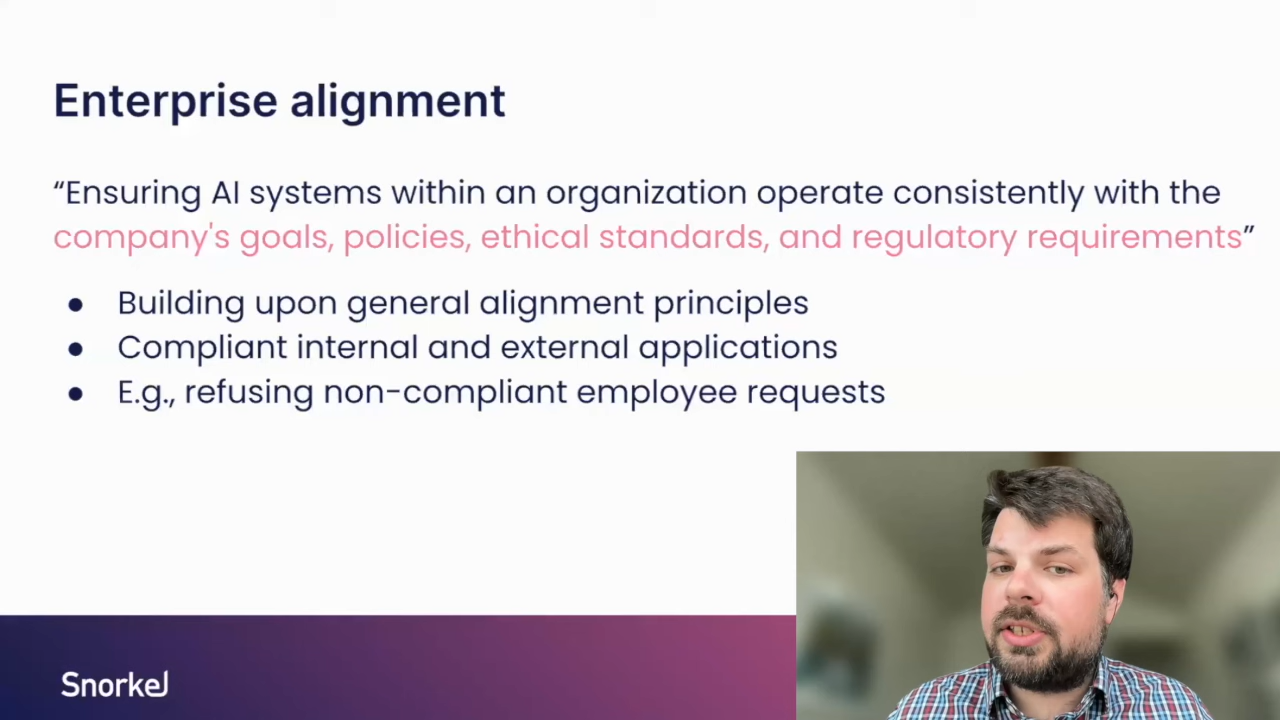 Enterprise alignment
“Ensuring AI systems within an organization operate consistently with the
company's goals, policies, ethical standards, and regulatory requirements”
● Building upon general alignment principles
● Compliant internal and external applications
● E.g., refusing non-compliant employee requests
Snorkel